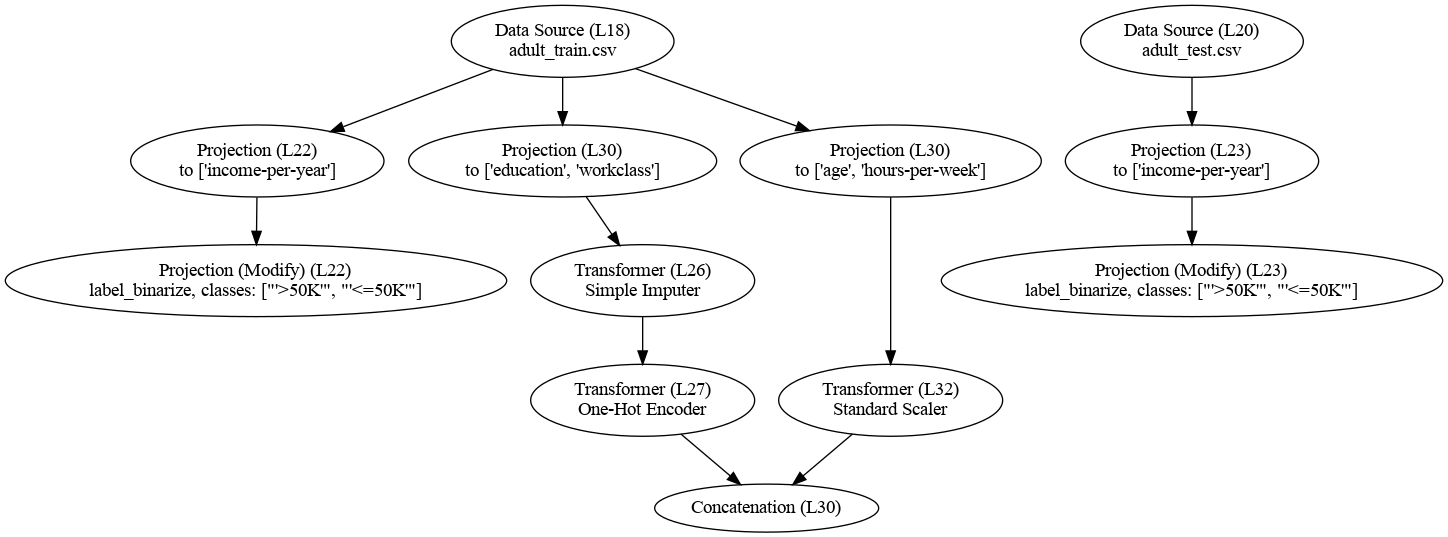 Data Source (L18)
adult_train.csv
Data Source (L20)
adult_test.csv
Projection (L22)
to ['income-per-year']
Projection (L30)
to ['education', 'workclass']
Projection (L30)
to ['age', 'hours-per-week']
Projection (L23)
to ['income-per-year']
Projection (Modify) (L22)
label_binarize, classes: ["'>50K'", "'<=50K'"]
Transformer (L26)
Simple Imputer
Projection (Modify) (L23)
label_binarize, classes: ["'>50K'", "'<=50K'"]
Transformer (L27)
One-Hot Encoder
Transformer (L32)
Standard Scaler
Concatenation (L30)